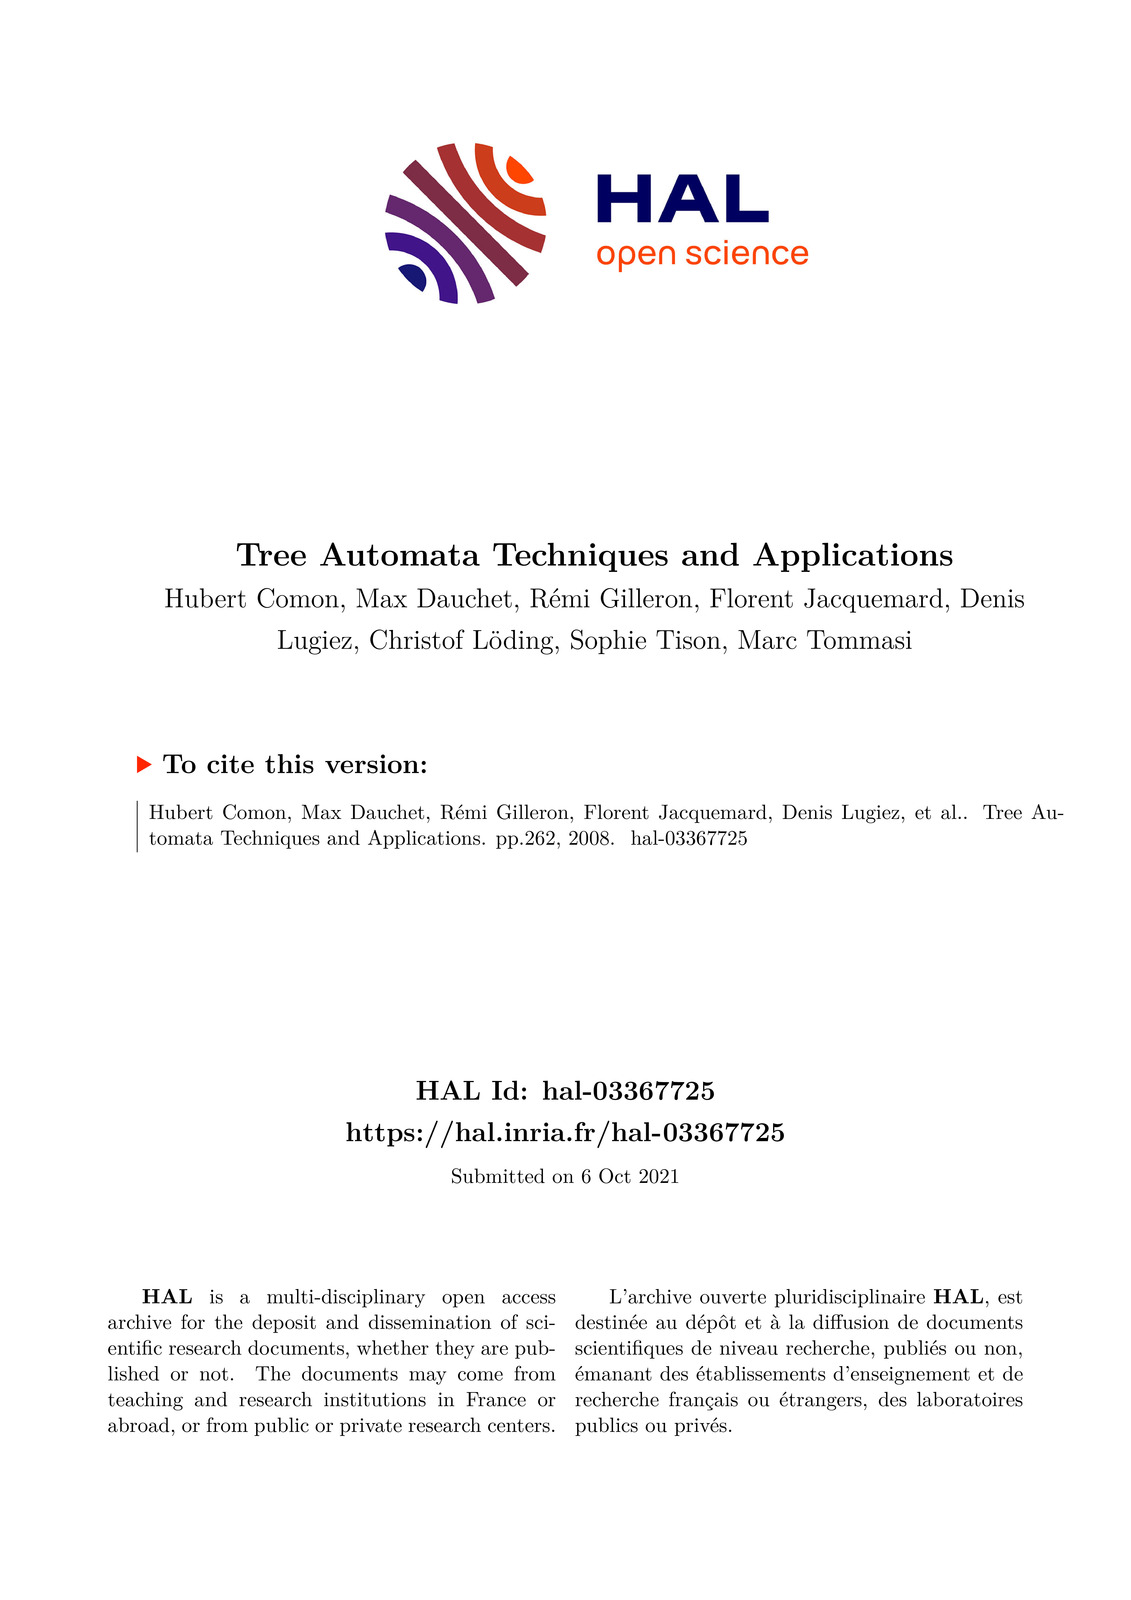 HAL
open science
Tree Automata Techniques and Applications
Hubert Comon, Max Dauchet, Rémi Gilleron, Florent Jacquemard, Denis
Lugiez, Christof Löding, Sophie Tison, Marc Tommasi
To cite this version:
Hubert Comon, Max Dauchet, Rémi Gilleron, Florent Jacquemard, Denis Lugiez, et al.. Tree Au-
tomata Techniques and Applications. pp.262, 2008. hal-03367725
HAL Id: hal-03367725
https://hal.inria.fr/hal-03367725
Submitted on 6 Oct 2021
HAL is a multi-disciplinary open access
archive for the deposit and dissemination of sci-
entific research documents, whether they are pub-
lished or not. The documents may come from
teaching and research institutions in France or
abroad, or from public or private research centers.
L'archive ouverte pluridisciplinaire HAL, est
destinée au dépôt et à la diffusion de documents
scientifiques de niveau recherche, publiés ou non,
émanant des établissements d'enseignement et de
recherche français ou étrangers, des laboratoires
publics ou privés.